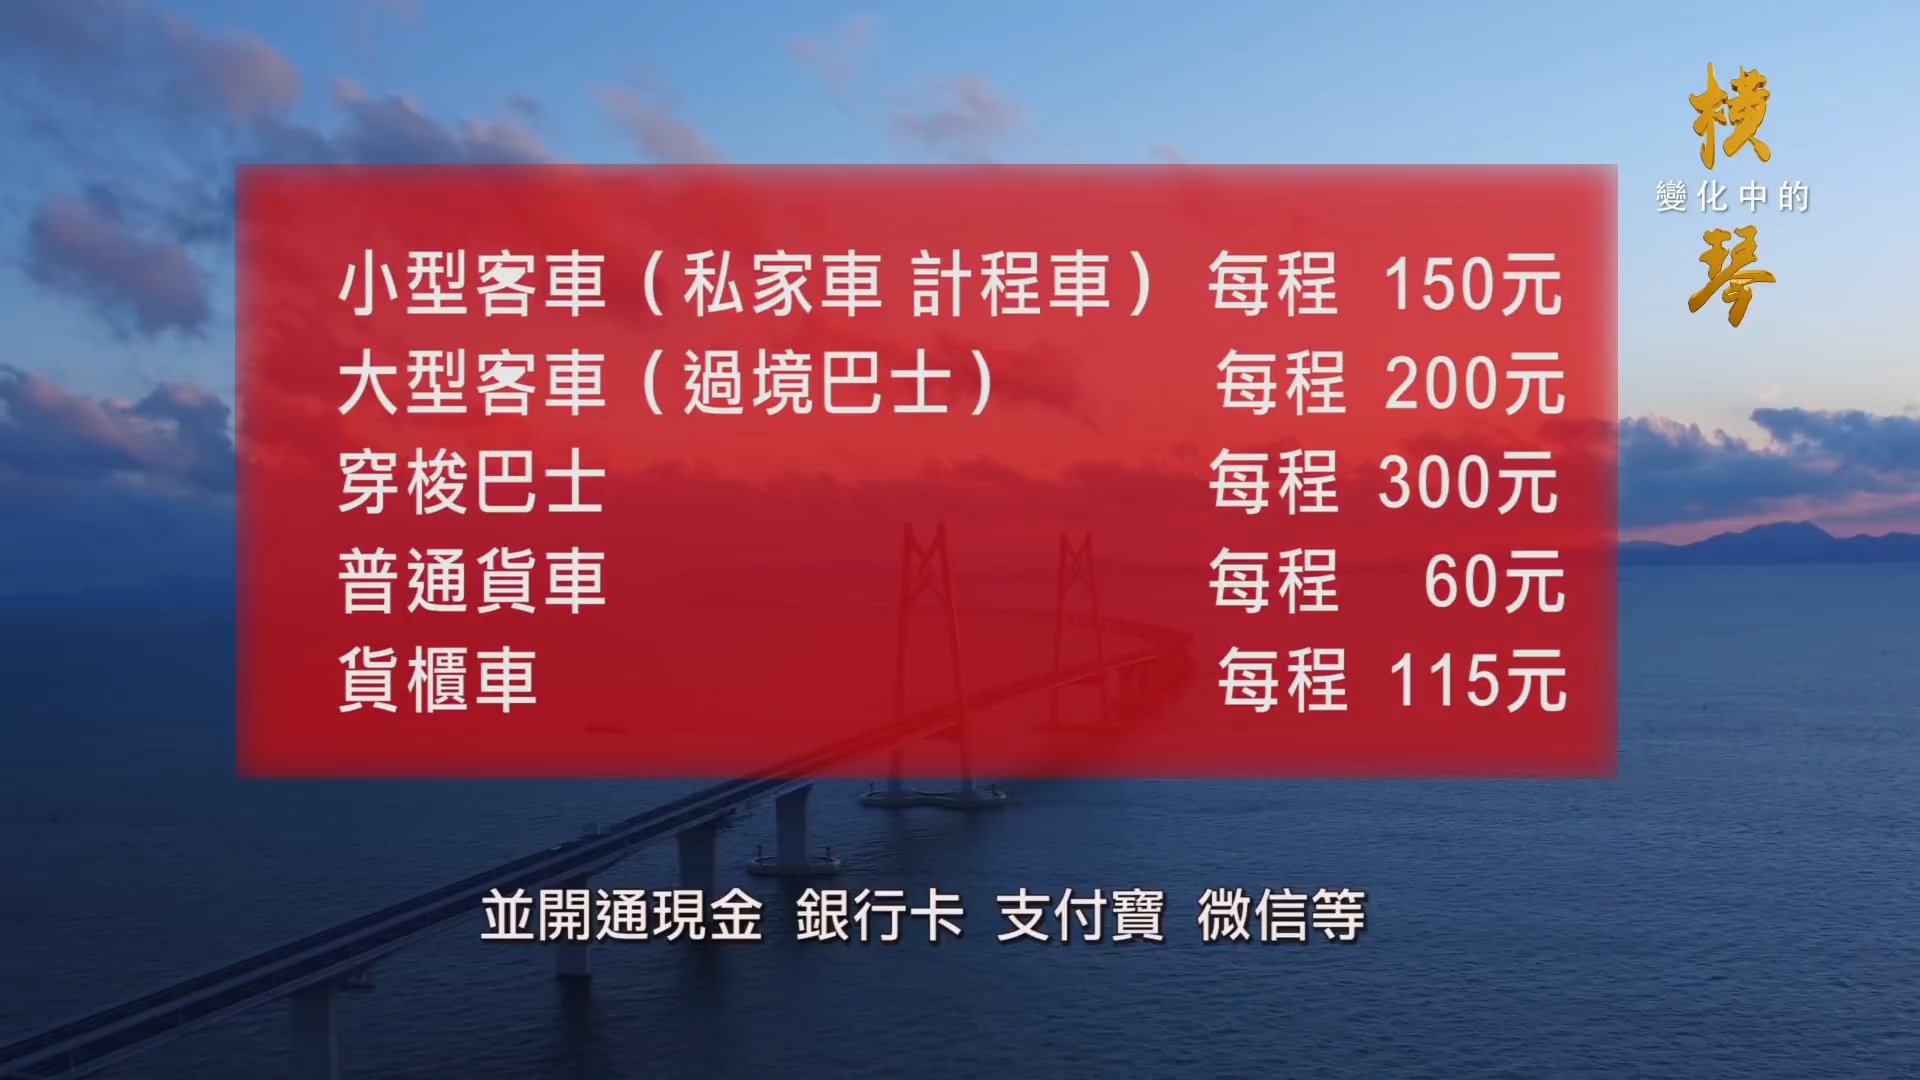 橫
變化中的
琴
小型客車（私家車 計程車） 每程 150元
大型客車（過境巴士） 每程 200元
穿梭巴士 每程 300元
普通貨車 每程 60元
貨櫃車 每程 115元
並開通現金 銀行卡 支付寶 微信等